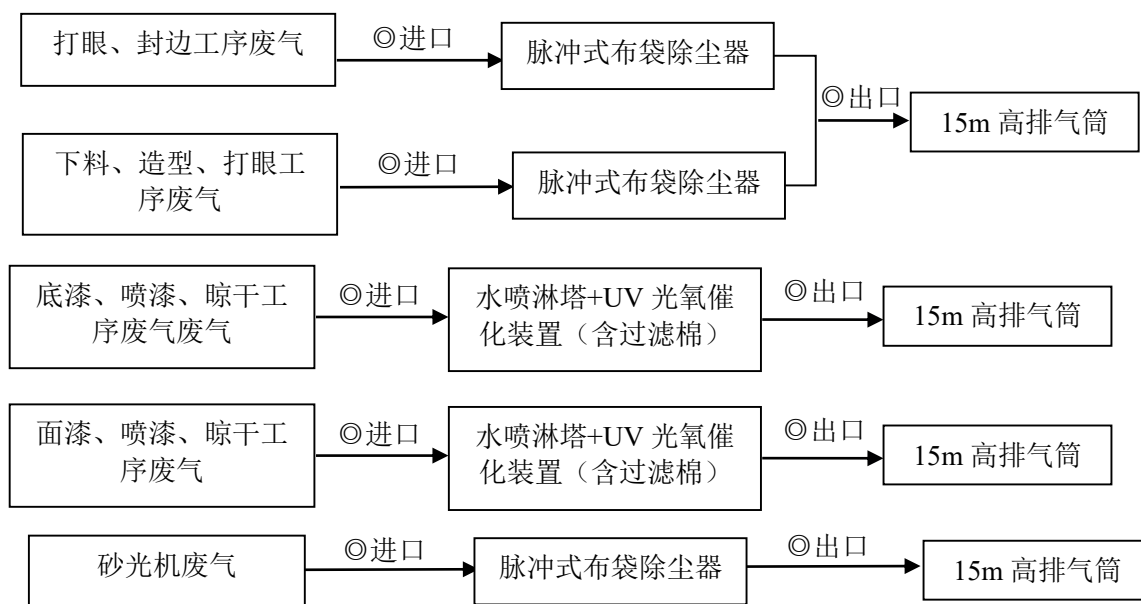 打眼、封边工序废气
◎进口
脉冲式布袋除尘器
◎出口
15m 高排气筒
下料、造型、打眼工
序废气
◎进口
脉冲式布袋除尘器
底漆、喷漆、晾干工
序废气废气
◎进口
水喷淋塔+UV 光氧催
化装置（含过滤棉）
◎出口
15m 高排气筒
面漆、喷漆、晾干工
序废气
◎进口
水喷淋塔+UV 光氧催
化装置（含过滤棉）
◎出口
15m 高排气筒
砂光机废气
◎进口
脉冲式布袋除尘器
◎出口
15m 高排气筒